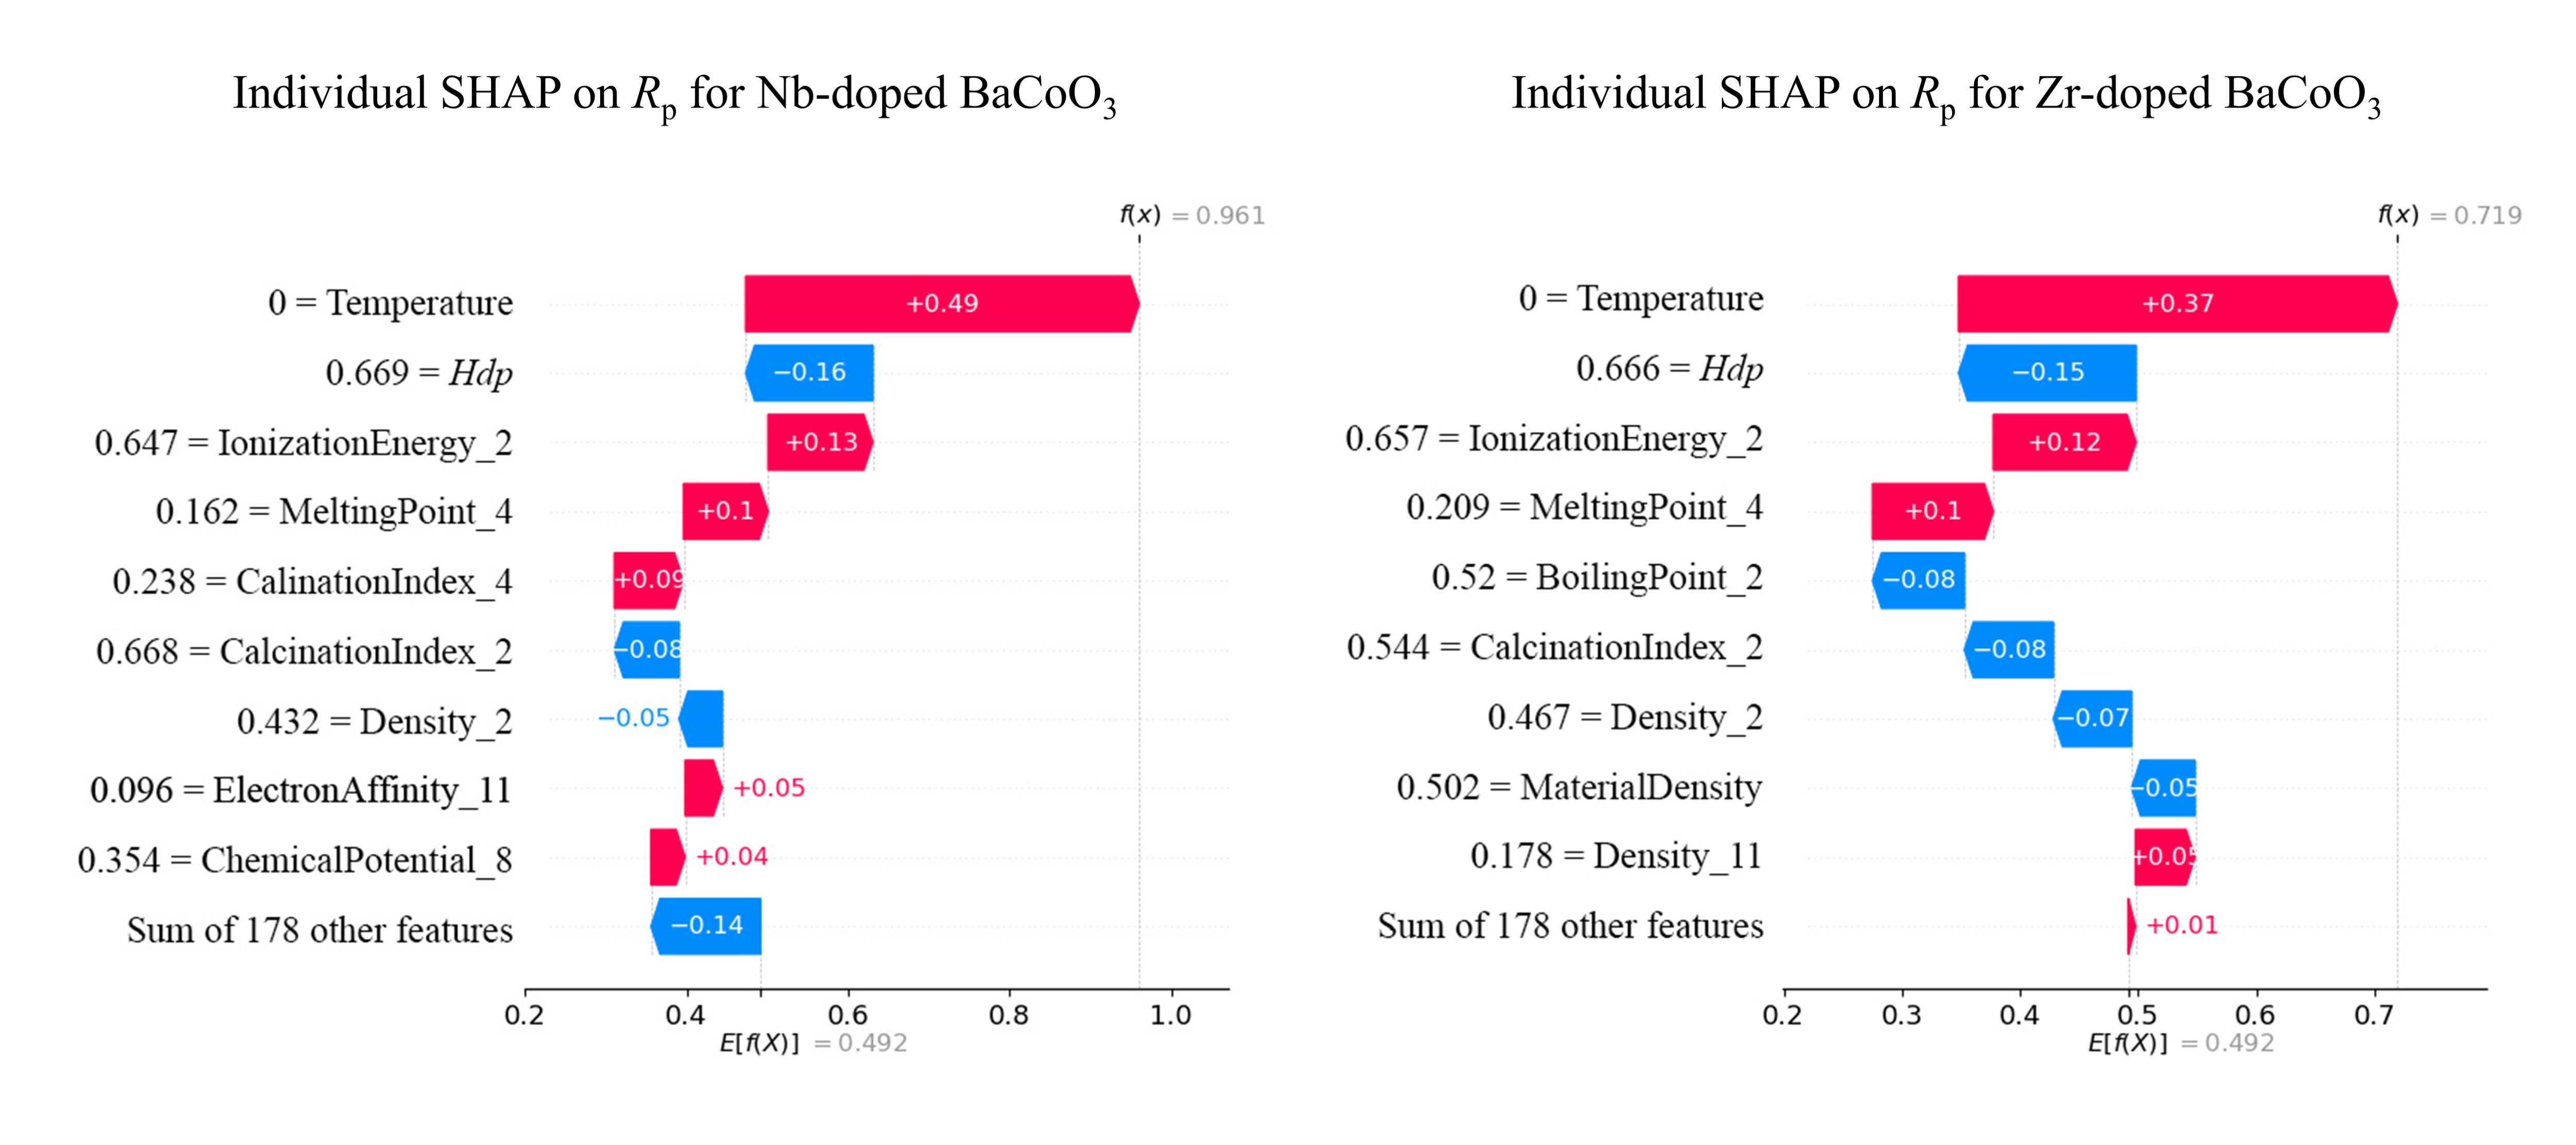 Individual SHAP on Rp for Nb-doped BaCoO3
f(x) = 0.961
0 = Temperature +0.49
0.669 = Hdp −0.16
0.647 = IonizationEnergy_2 +0.13
0.162 = MeltingPoint_4 +0.1
0.238 = CalinationIndex_4 +0.09
0.668 = CalcinationIndex_2 −0.08
0.432 = Density_2 −0.05
0.096 = ElectronAffinity_11 +0.05
0.354 = ChemicalPotential_8 +0.04
Sum of 178 other features −0.14
0.2 0.4 0.6 0.8 1.0
E[f(X)] = 0.492
Individual SHAP on Rp for Zr-doped BaCoO3
f(x) = 0.719
0 = Temperature +0.37
0.666 = Hdp −0.15
0.657 = IonizationEnergy_2 +0.12
0.209 = MeltingPoint_4 +0.1
0.52 = BoilingPoint_2 −0.08
0.544 = CalcinationIndex_2 −0.08
0.467 = Density_2 −0.07
0.502 = MaterialDensity −0.05
0.178 = Density_11 +0.05
Sum of 178 other features +0.01
0.2 0.3 0.4 0.5 0.6 0.7
E[f(X)] = 0.492